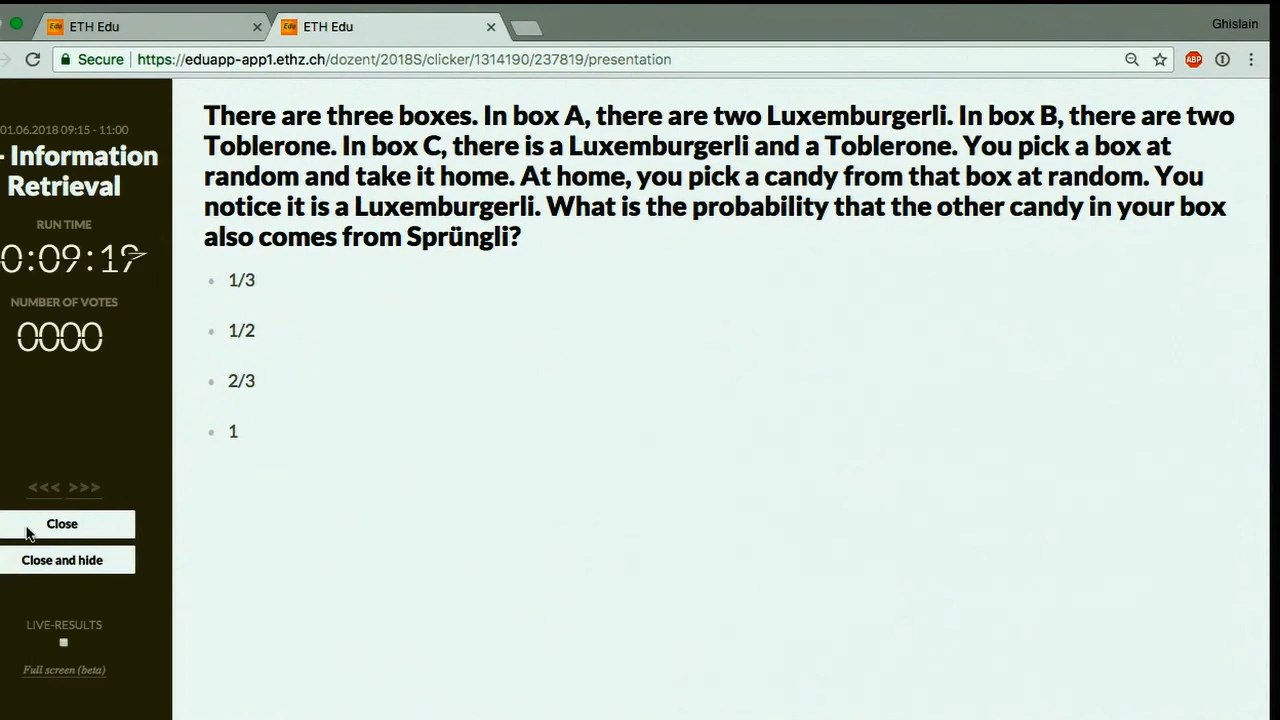 ETH Edu
ETH Edu
Ghislain
Secure https://eduapp-app1.ethz.ch/dozent/2018S/clicker/1314190/237819/presentation
ABP
01.06.2018 09:15 - 11:00
- Information
Retrieval
RUN TIME
0:09:19
NUMBER OF VOTES
0000
<<< >>>
Close
Close and hide
LIVE-RESULTS
Full screen (beta)
There are three boxes. In box A, there are two Luxemburgerli. In box B, there are two
Toblerone. In box C, there is a Luxemburgerli and a Toblerone. You pick a box at
random and take it home. At home, you pick a candy from that box at random. You
notice it is a Luxemburgerli. What is the probability that the other candy in your box
also comes from Sprüngli?
1/3
1/2
2/3
1